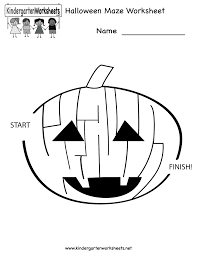 KindergartenWorksheets
Halloween Maze Worksheet
Name
START
FINISH!
www.kindergartenworksheets.net